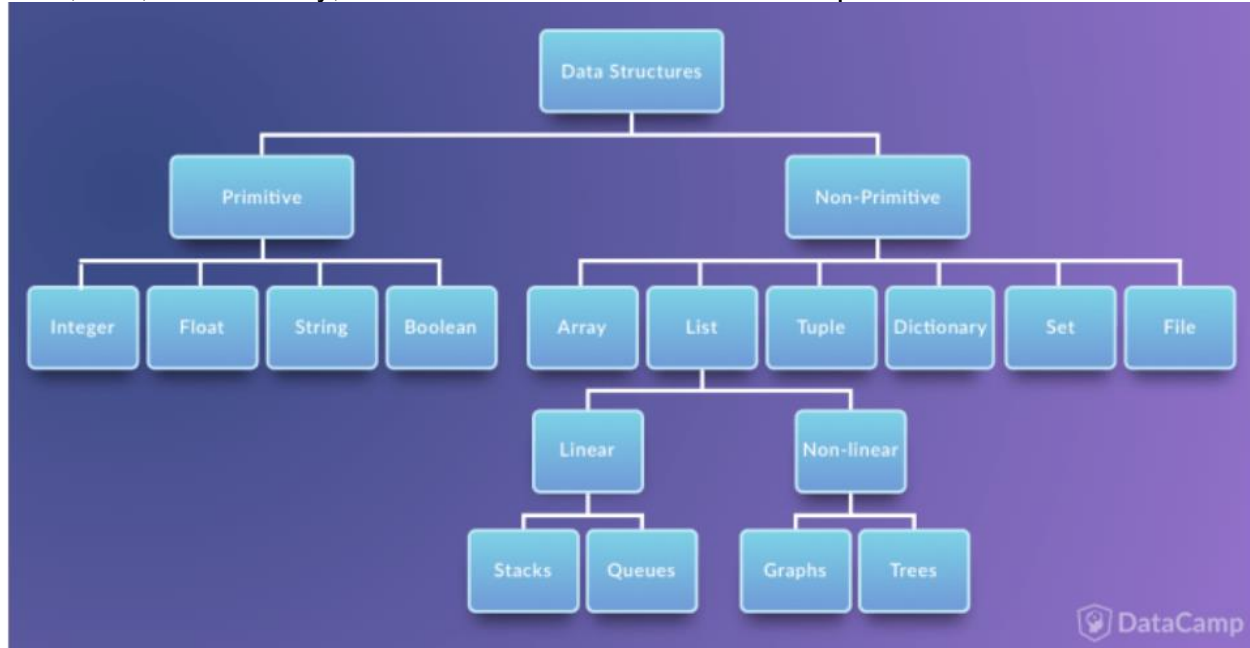 Data Structures
Primitive Non-Primitive
Integer Float String Boolean Array List Tuple Dictionary Set File
Linear Non-linear
Stacks Queues Graphs Trees
DataCamp